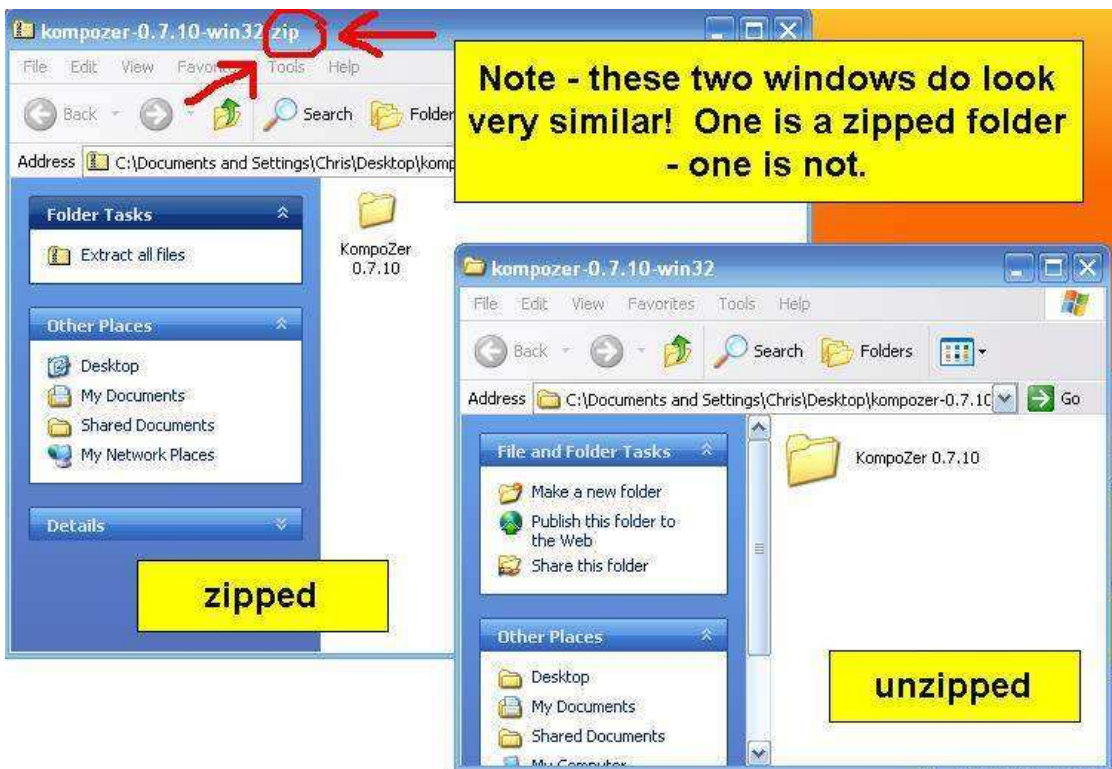 kompozer-0.7.10-win32.zip
File Edit View Favorites Tools Help
Back Search Folder
Address C:\Documents and Settings\Chris\Desktop\komp
Note - these two windows do look
very similar! One is a zipped folder
- one is not.
Folder Tasks
Extract all files
Other Places
Desktop
My Documents
Shared Documents
My Network Places
Details
KompoZer
0.7.10
zipped
kompozer-0.7.10-win32
File Edit View Favorites Tools Help
Back Search Folders
Address C:\Documents and Settings\Chris\Desktop\kompozer-0.7.10 Go
File and Folder Tasks
Make a new folder
Publish this folder to
the Web
Share this folder
Other Places
Desktop
My Documents
Shared Documents
My Computer
KompoZer 0.7.10
unzipped